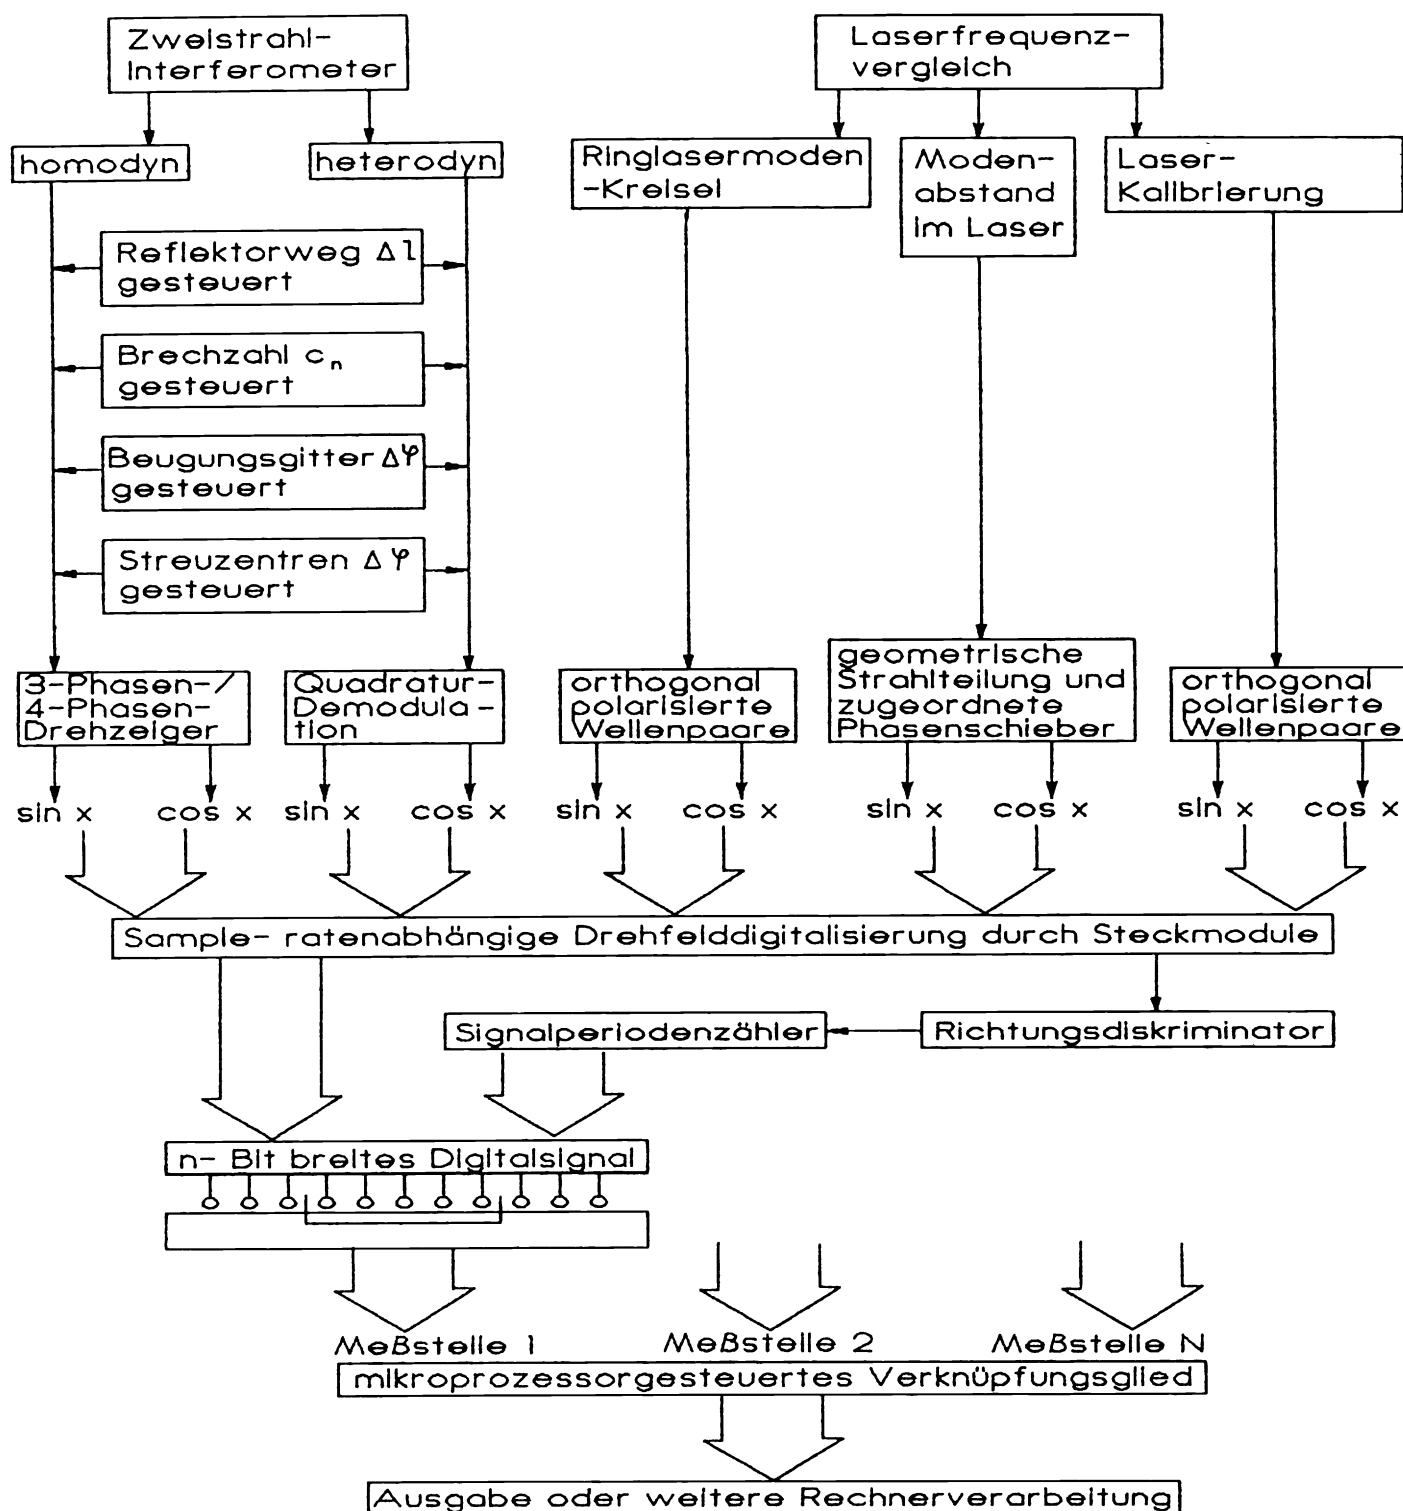 Zweistrahl-
Interferometer
Laserfrequenz-
vergleich
homodyn
heterodyn
Ringlasermoden
-Kreisel
Moden-
abstand
im Laser
Laser-
Kalibrierung
Reflektorweg Δl
gesteuert
Brechzahl cₙ
gesteuert
Beugungsgitter Δφ
gesteuert
Streuzentren Δφ
gesteuert
3-Phasen-/
4-Phasen-
Drehzeiger
Quadratur-
Demodula-
tion
orthogonal
polarisierte
Wellenpaare
geometrische
Strahlteilung und
zugeordnete
Phasenschieber
orthogonal
polarisierte
Wellenpaare
sin x cos x sin x cos x sin x cos x sin x cos x sin x cos x
Sample- ratenabhängige Drehfelddigitalisierung durch Steckmodule
Signalperiodenzähler
Richtungsdiskriminator
n- Bit breites Digitalsignal
Meßstelle 1 Meßstelle 2 Meßstelle N
mikroprozessorgesteuertes Verknüpfungsglied
Ausgabe oder weitere Rechnerverarbeitung